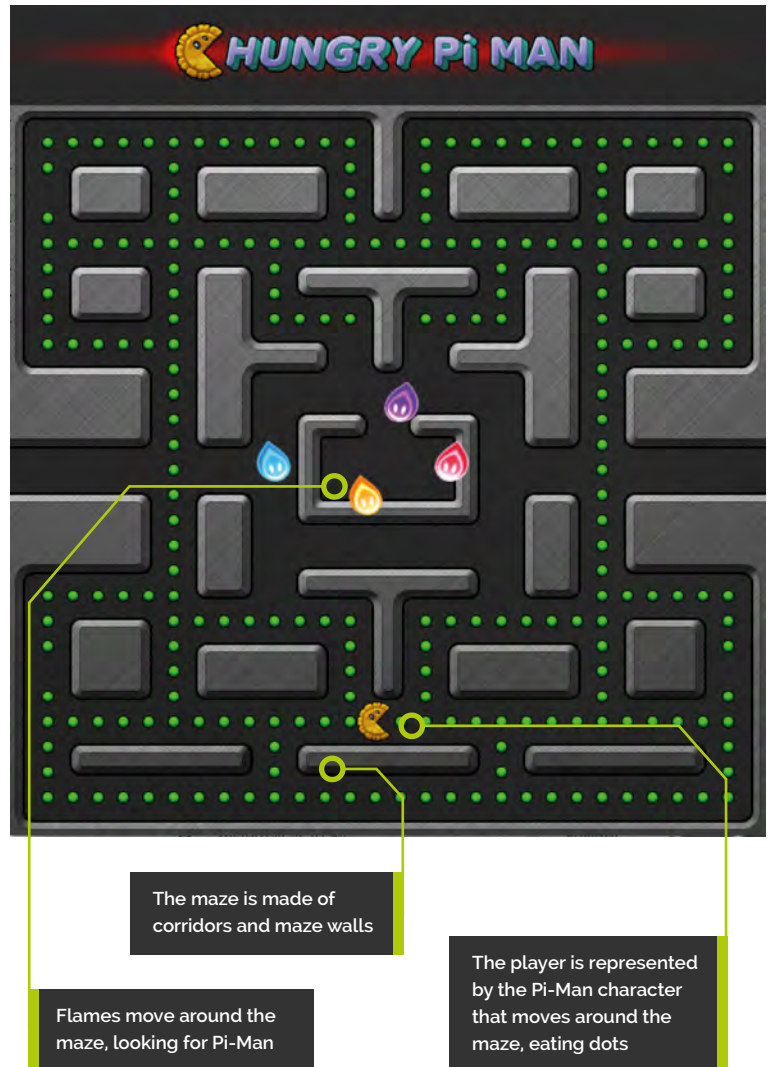 HUNGRY Pi MAN
The maze is made of
corridors and maze walls
The player is represented
by the Pi-Man character
that moves around the
maze, eating dots
Flames move around the
maze, looking for Pi-Man